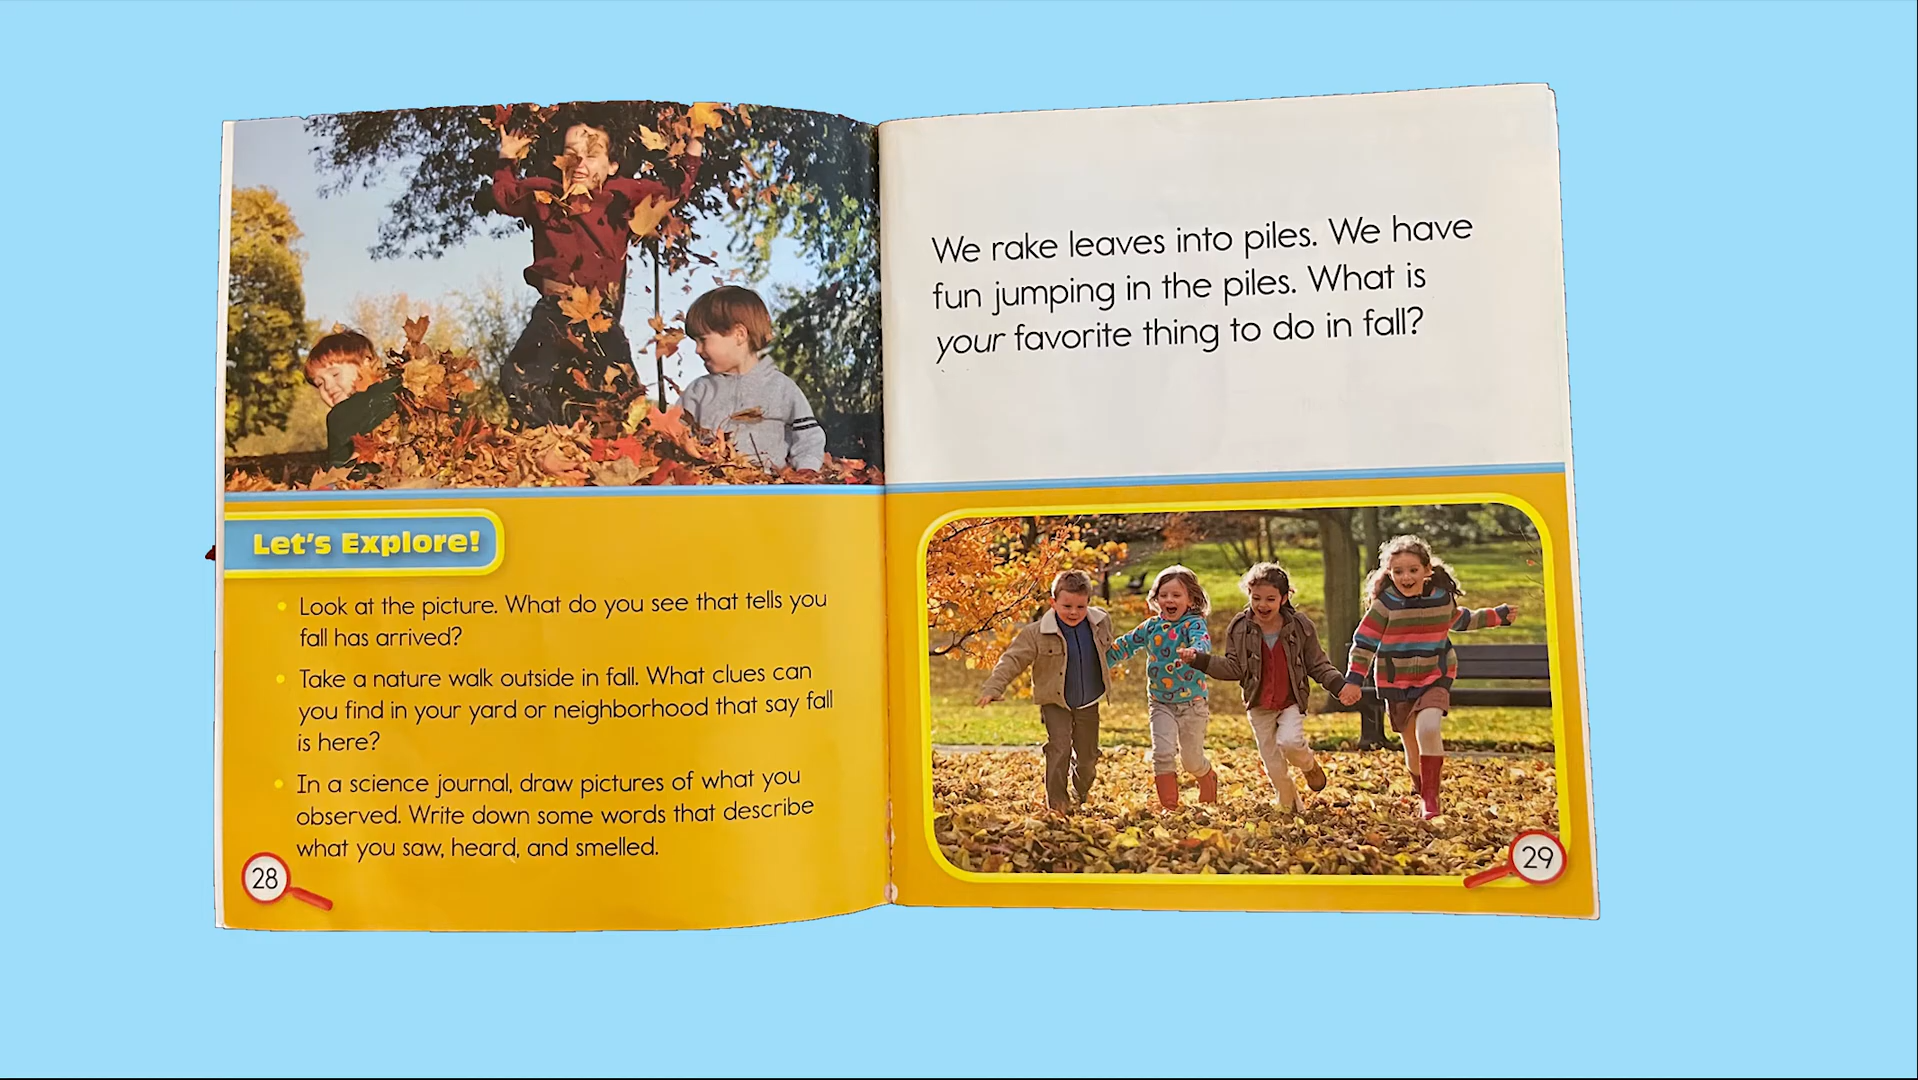 Let's Explore!
Look at the picture. What do you see that tells you
fall has arrived?
Take a nature walk outside in fall. What clues can
you find in your yard or neighborhood that say fall
is here?
In a science journal, draw pictures of what you
observed. Write down some words that describe
what you saw, heard, and smelled.
28
We rake leaves into piles. We have
fun jumping in the piles. What is
your favorite thing to do in fall?
29